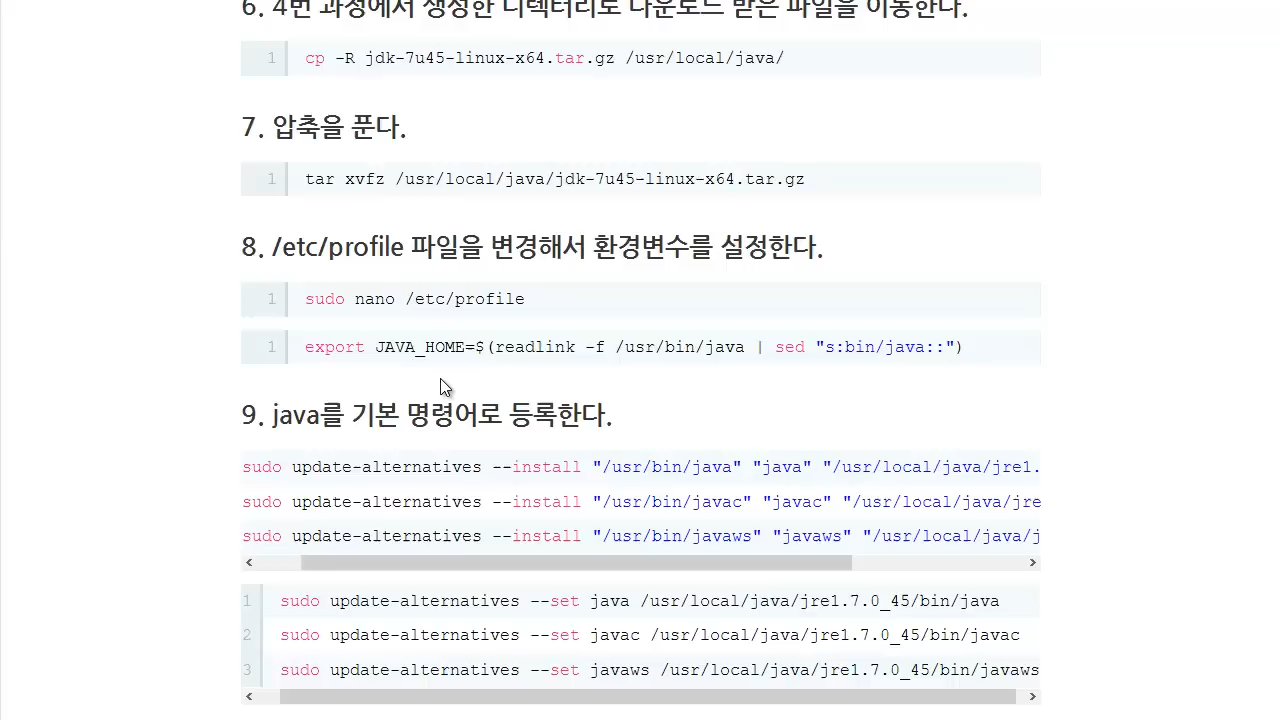 6. 4번 과정에서 생성한 디렉터리로 다운로드 받은 파일을 이동한다.
1 cp -R jdk-7u45-linux-x64.tar.gz /usr/local/java/
7. 압축을 푼다.
1 tar xvfz /usr/local/java/jdk-7u45-linux-x64.tar.gz
8. /etc/profile 파일을 변경해서 환경변수를 설정한다.
1 sudo nano /etc/profile
1 export JAVA_HOME=$(readlink -f /usr/bin/java | sed "s:bin/java::")
9. java를 기본 명령어로 등록한다.
sudo update-alternatives --install "/usr/bin/java" "java" "/usr/local/java/jre1.
sudo update-alternatives --install "/usr/bin/javac" "javac" "/usr/local/java/jre
sudo update-alternatives --install "/usr/bin/javaws" "javaws" "/usr/local/java/j
1 sudo update-alternatives --set java /usr/local/java/jre1.7.0_45/bin/java
2 sudo update-alternatives --set javac /usr/local/java/jre1.7.0_45/bin/javac
3 sudo update-alternatives --set javaws /usr/local/java/jre1.7.0_45/bin/javaws